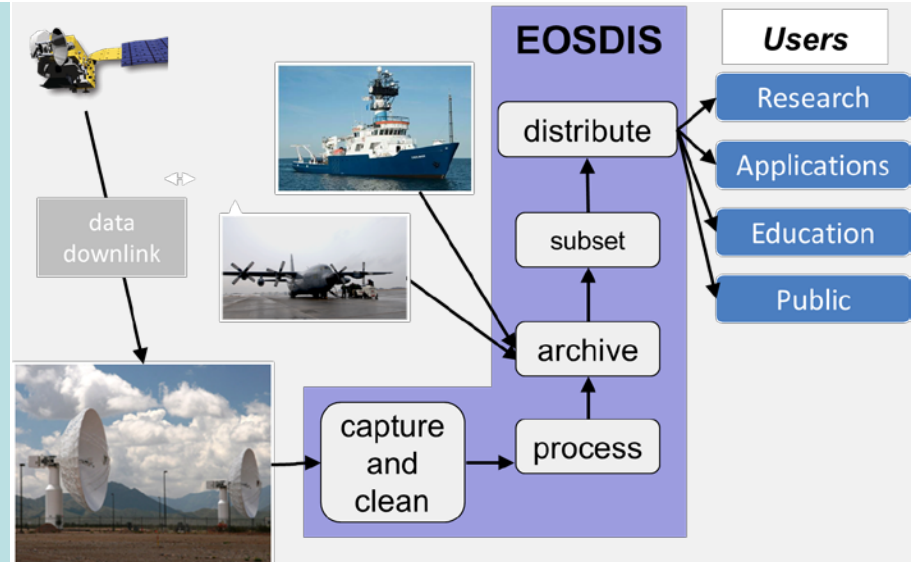 EOSDIS
Users
distribute
Research
Applications
Education
Public
data
downlink
subset
archive
process
capture
and
clean